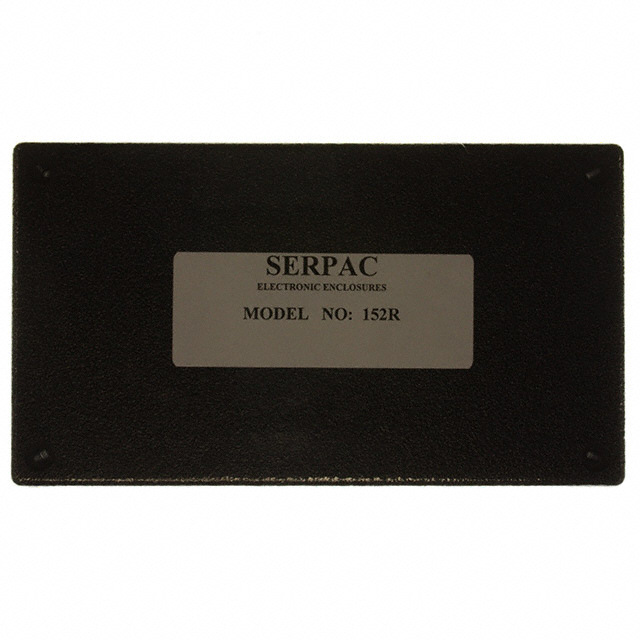 SERPAC
ELECTRONIC ENCLOSURES
MODEL NO: 152R